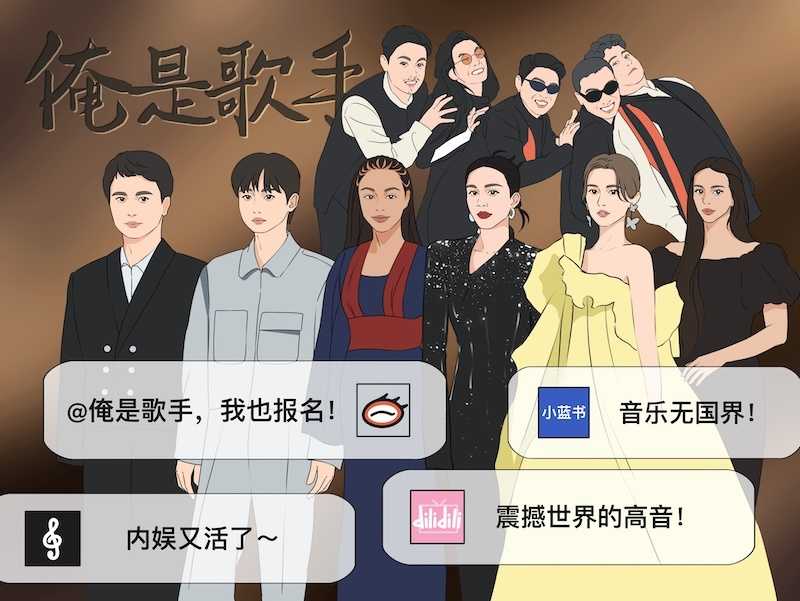 俺是歌手
@俺是歌手，我也报名！
小蓝书
音乐无国界！
内娱又活了～
dilidili
震撼世界的高音！